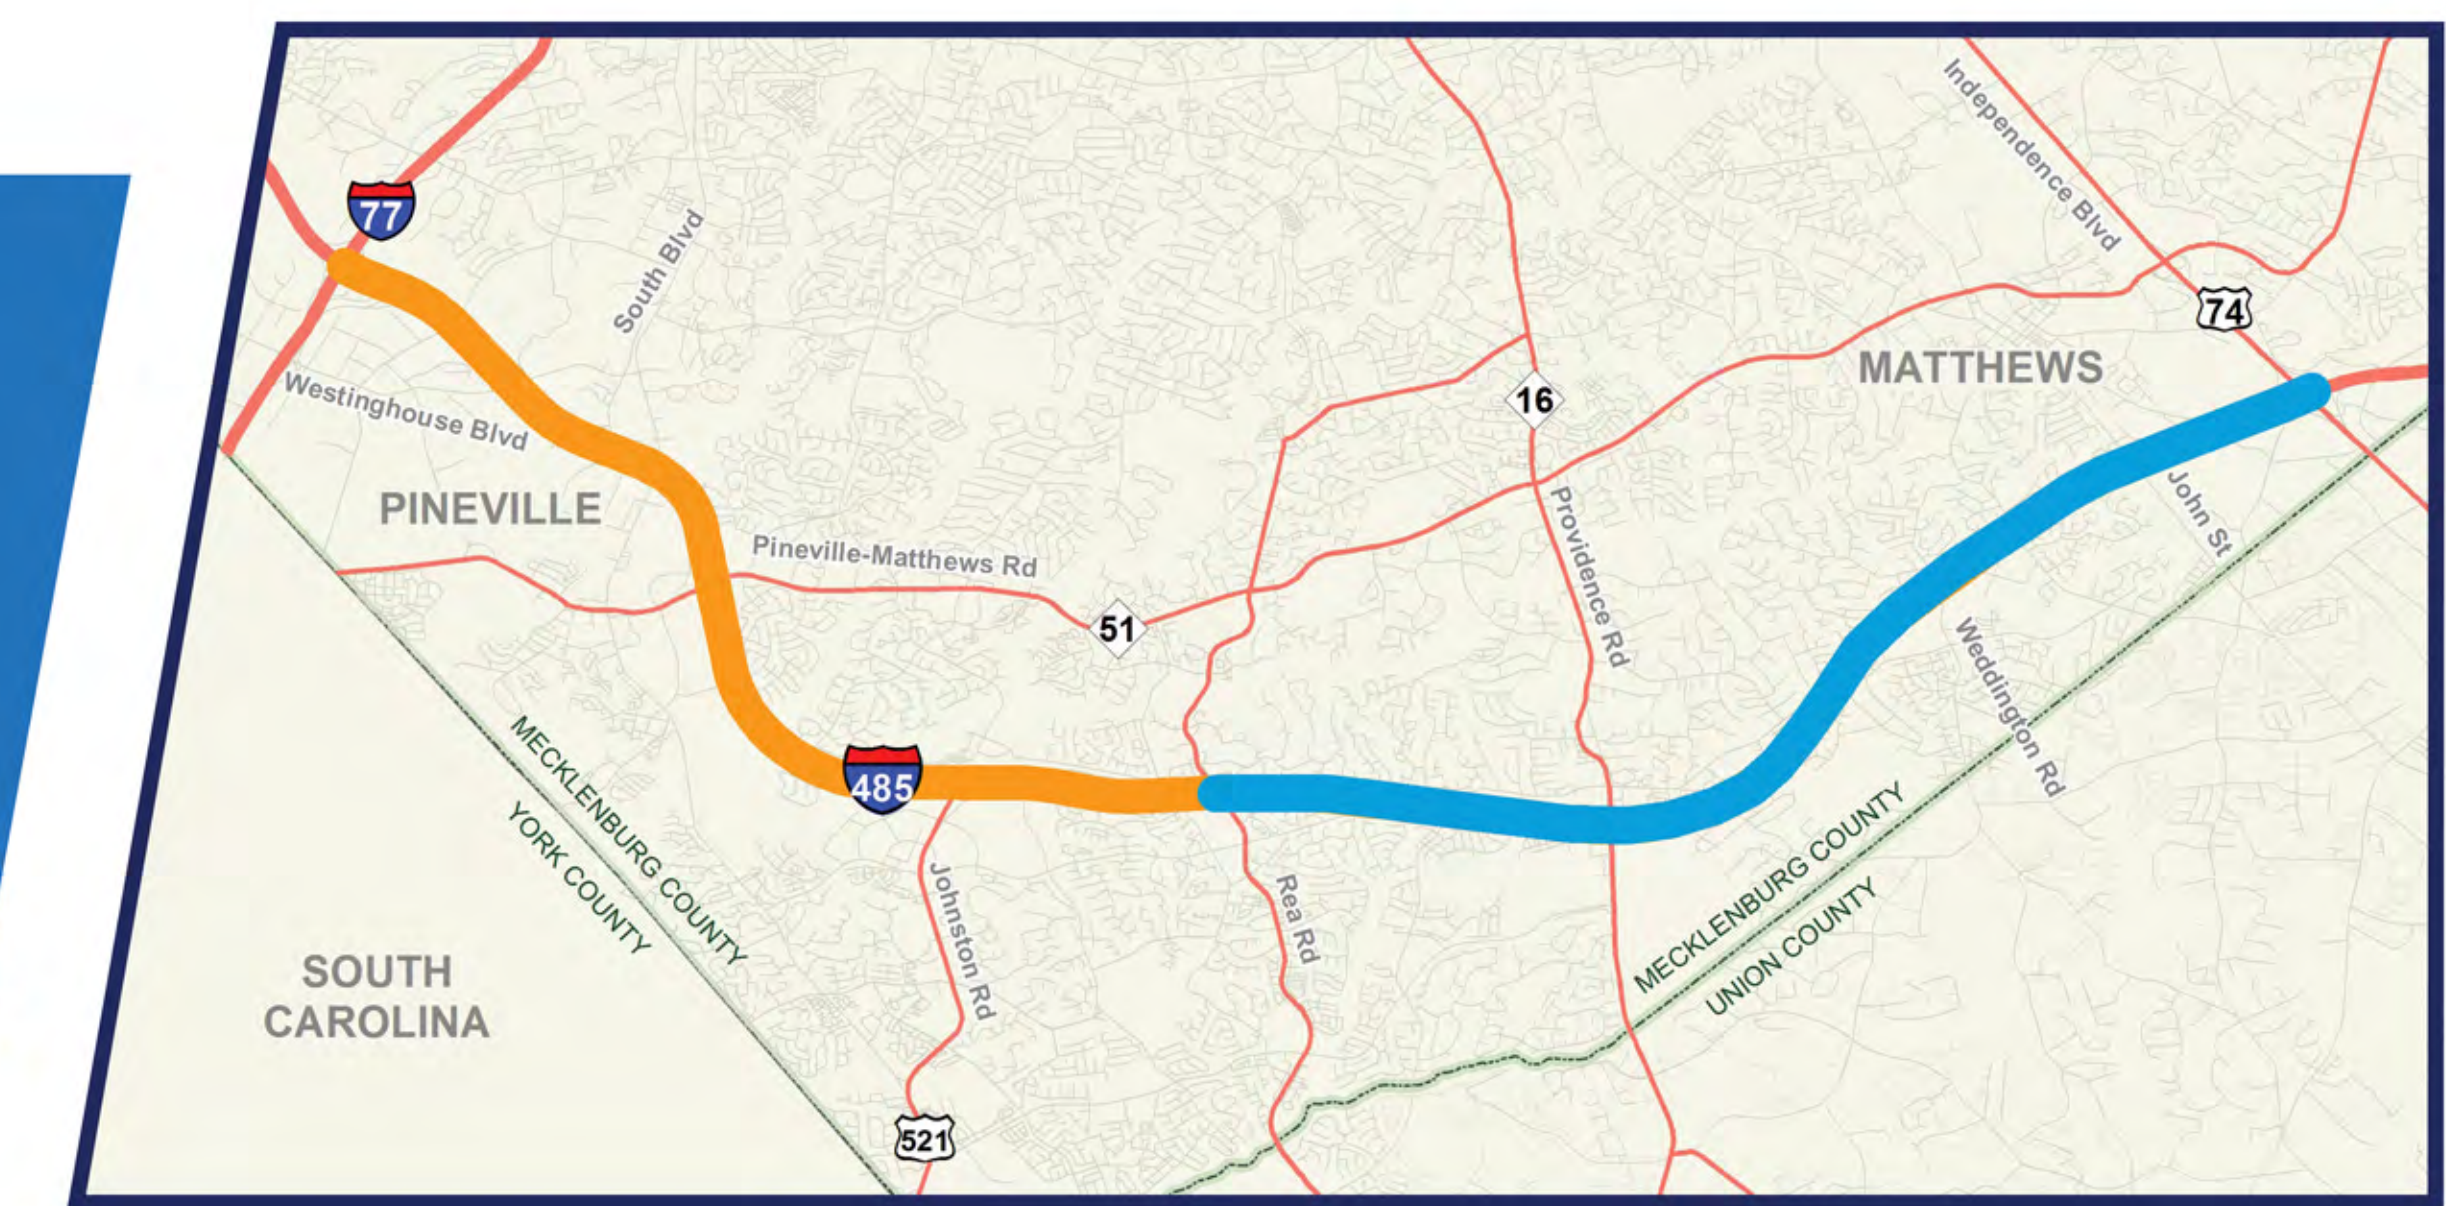 Independence Blvd
77
South Blvd
74
MATTHEWS
Westinghouse Blvd
16
PINEVILLE
John St
Providence Rd
Pineville-Matthews Rd
51
Weddington Rd
485
MECKLENBURG COUNTY
YORK COUNTY
MECKLENBURG COUNTY
UNION COUNTY
Johnston Rd
Rea Rd
SOUTH
CAROLINA
521